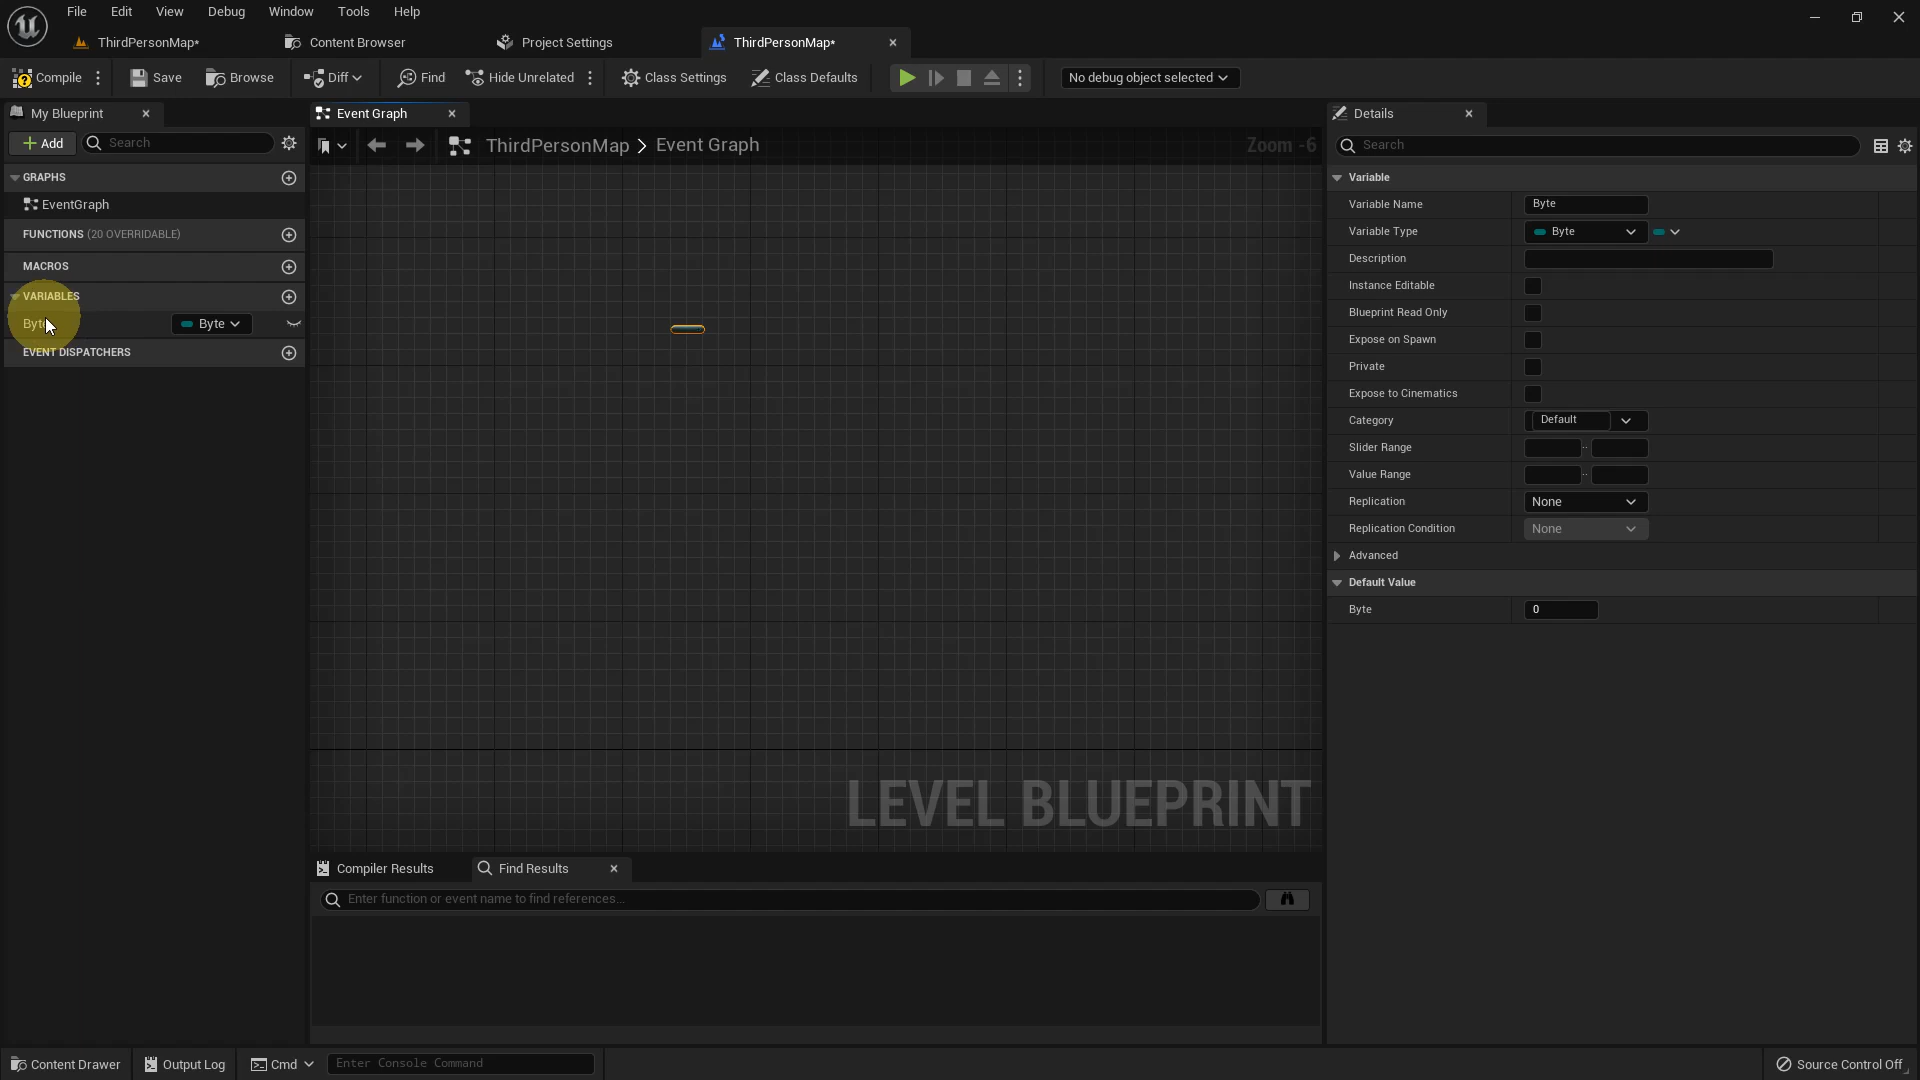 File Edit View Debug Window Tools Help
ThirdPersonMap* Content Browser Project Settings ThirdPersonMap*
Compile Save Browse Diff Find Hide Unrelated Class Settings Class Defaults No debug object selected
My Blueprint Event Graph Details
Add Search ThirdPersonMap > Event Graph Zoom -6 Search
GRAPHS
EventGraph
FUNCTIONS (20 OVERRIDABLE)
MACROS
VARIABLES
Byte Byte
EVENT DISPATCHERS
LEVEL BLUEPRINT
Variable
Variable Name Byte
Variable Type Byte
Description
Instance Editable
Blueprint Read Only
Expose on Spawn
Private
Expose to Cinematics
Category Default
Slider Range
Value Range
Replication None
Replication Condition None
Advanced
Default Value
Byte 0
Compiler Results Find Results
Enter function or event name to find references...
Content Drawer Output Log Cmd Enter Console Command Source Control Off